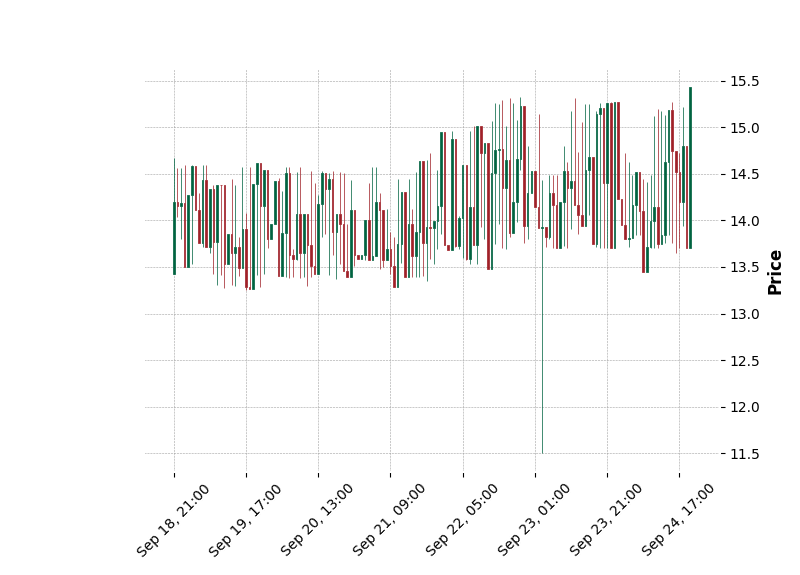 15.5
15.0
14.5
14.0
13.5
13.0
12.5
12.0
11.5
Price
Sep 18, 21:00
Sep 19, 17:00
Sep 20, 13:00
Sep 21, 09:00
Sep 22, 05:00
Sep 23, 01:00
Sep 23, 21:00
Sep 24, 17:00